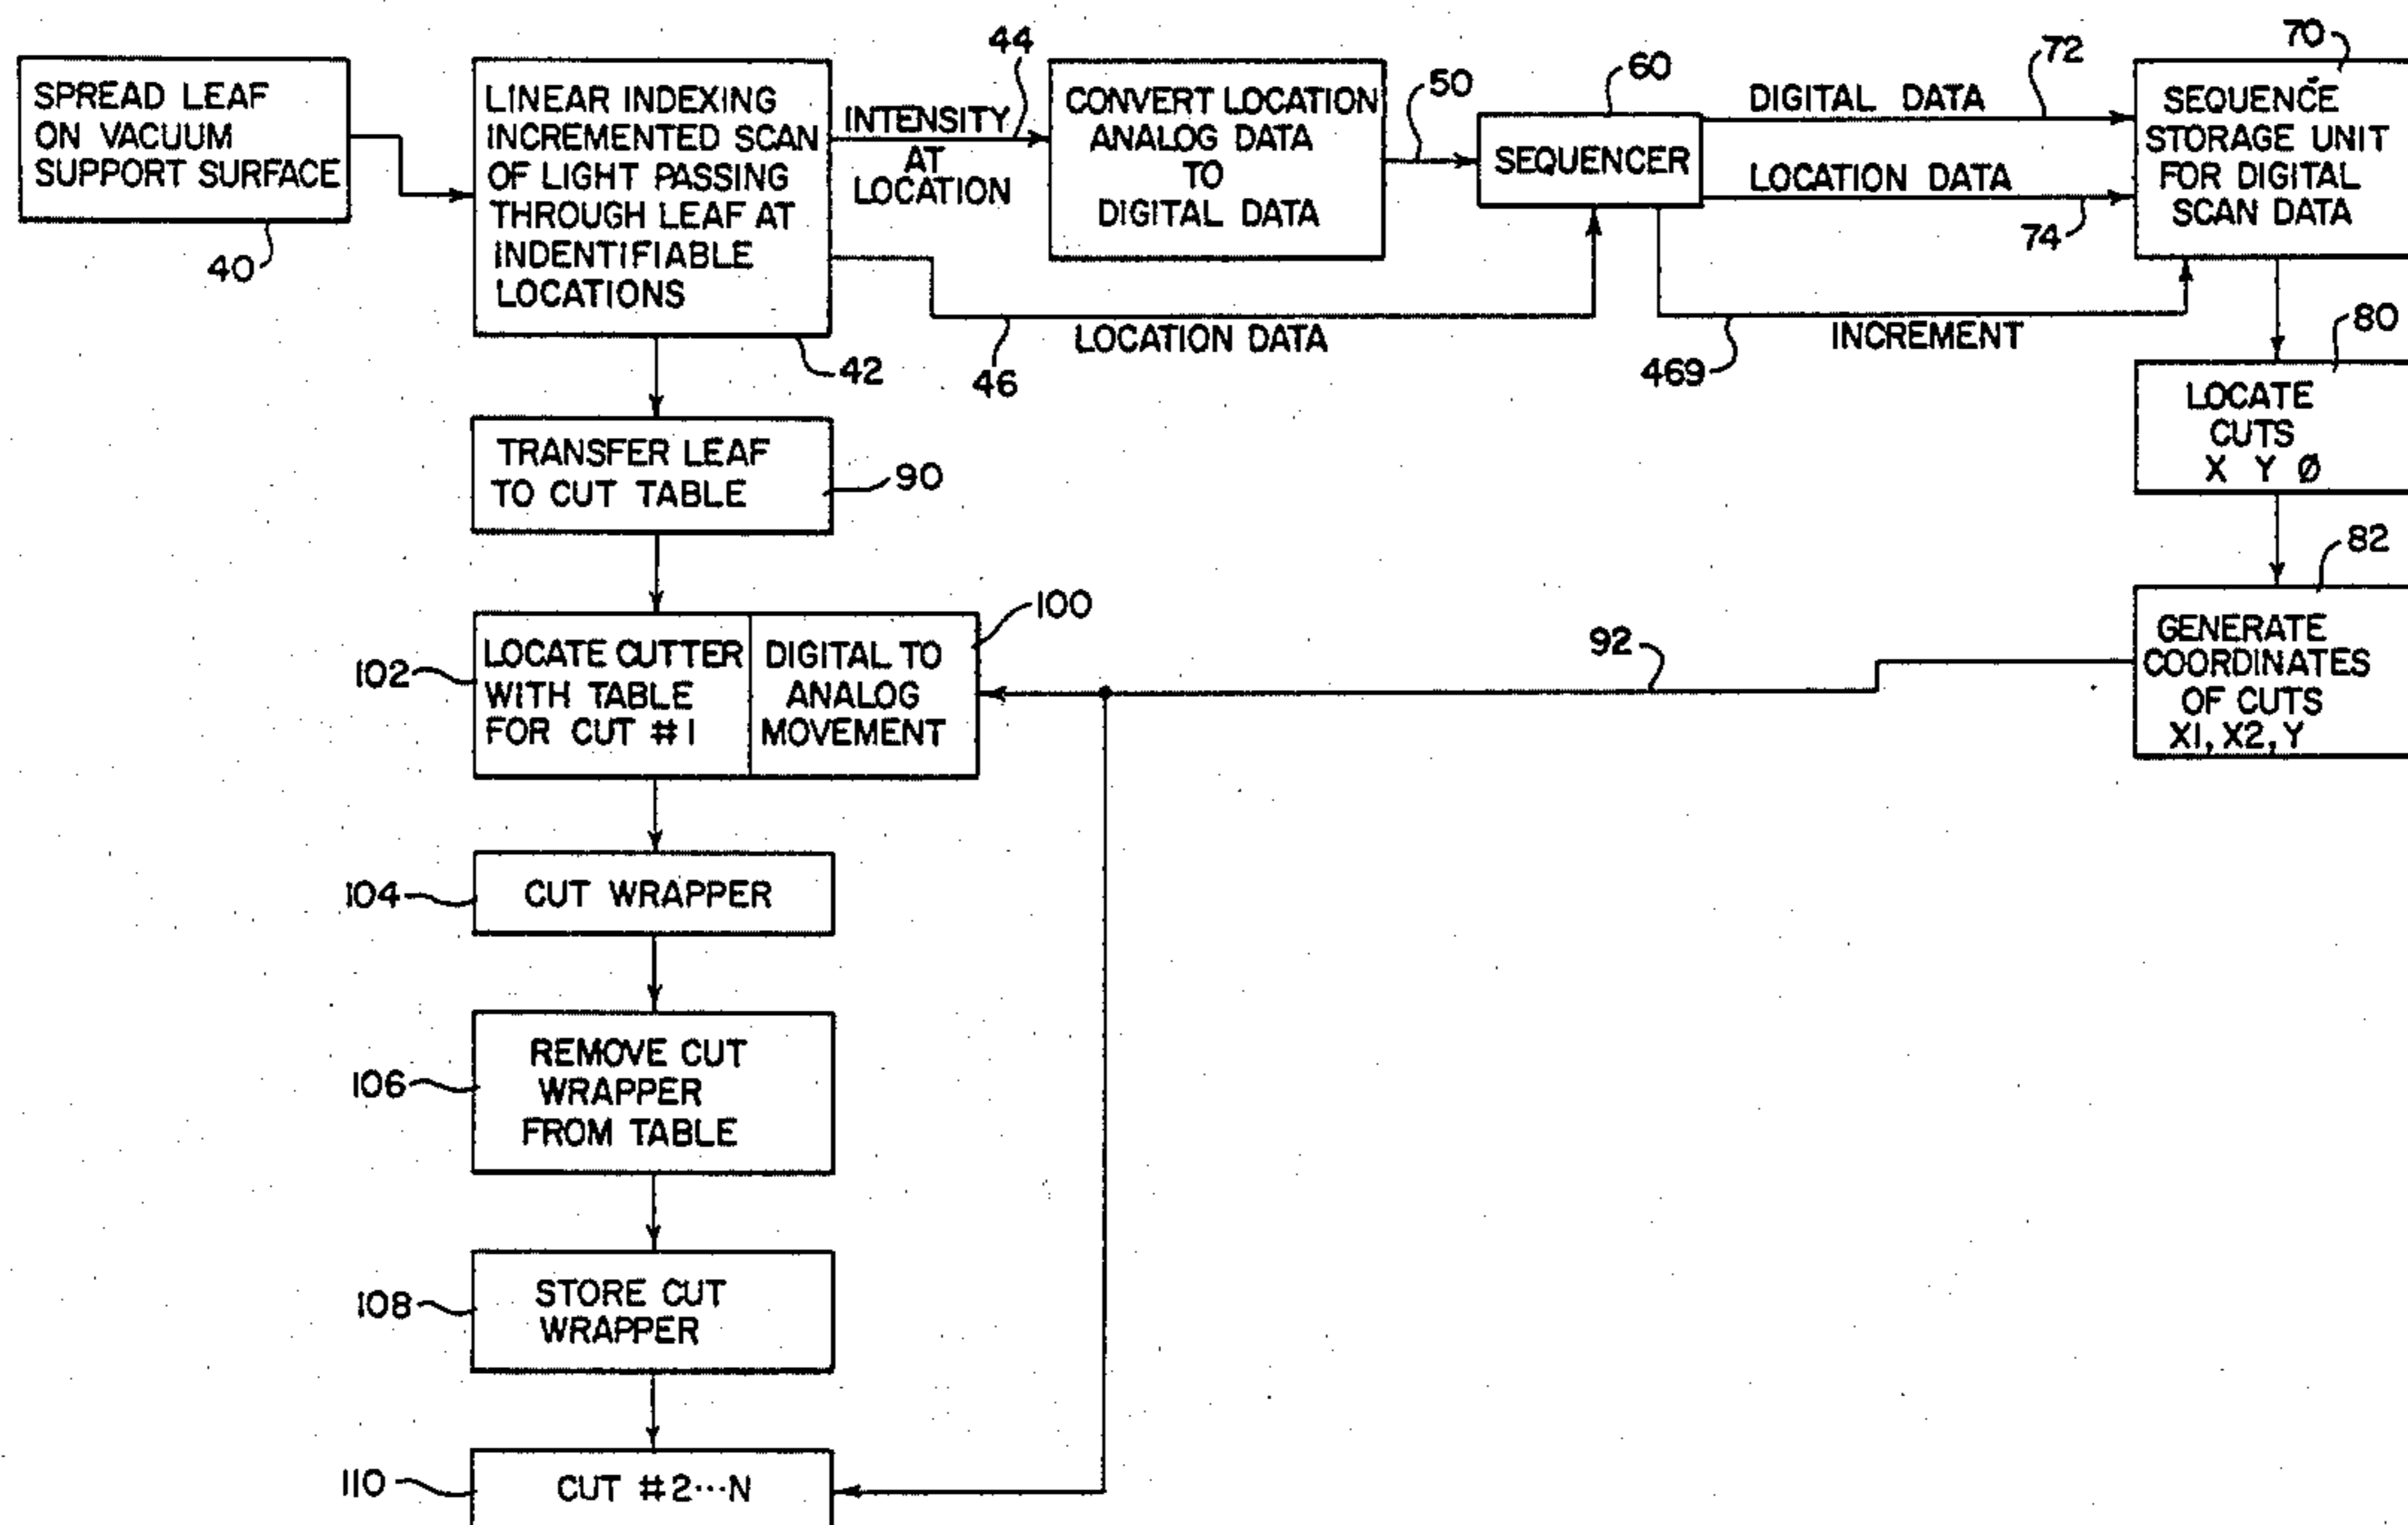 SPREAD LEAF
ON VACUUM
SUPPORT SURFACE
40
LINEAR INDEXING
INCREMENTED SCAN
OF LIGHT PASSING
THROUGH LEAF AT
INDENTIFIABLE
LOCATIONS
42
44
INTENSITY
AT
LOCATION
46
LOCATION DATA
CONVERT LOCATION
ANALOG DATA
TO
DIGITAL DATA
50
60
SEQUENCER
72
DIGITAL DATA
LOCATION DATA
74
469
INCREMENT
70
SEQUENCE
STORAGE UNIT
FOR DIGITAL
SCAN DATA
80
LOCATE
CUTS
X Y Ø
82
GENERATE
COORDINATES
OF CUTS
X1, X2, Y
92
TRANSFER LEAF
TO CUT TABLE
90
100
102
LOCATE CUTTER
WITH TABLE
FOR CUT #1
DIGITAL TO
ANALOG
MOVEMENT
104
CUT WRAPPER
106
REMOVE CUT
WRAPPER
FROM TABLE
108
STORE CUT
WRAPPER
110
CUT #2···N